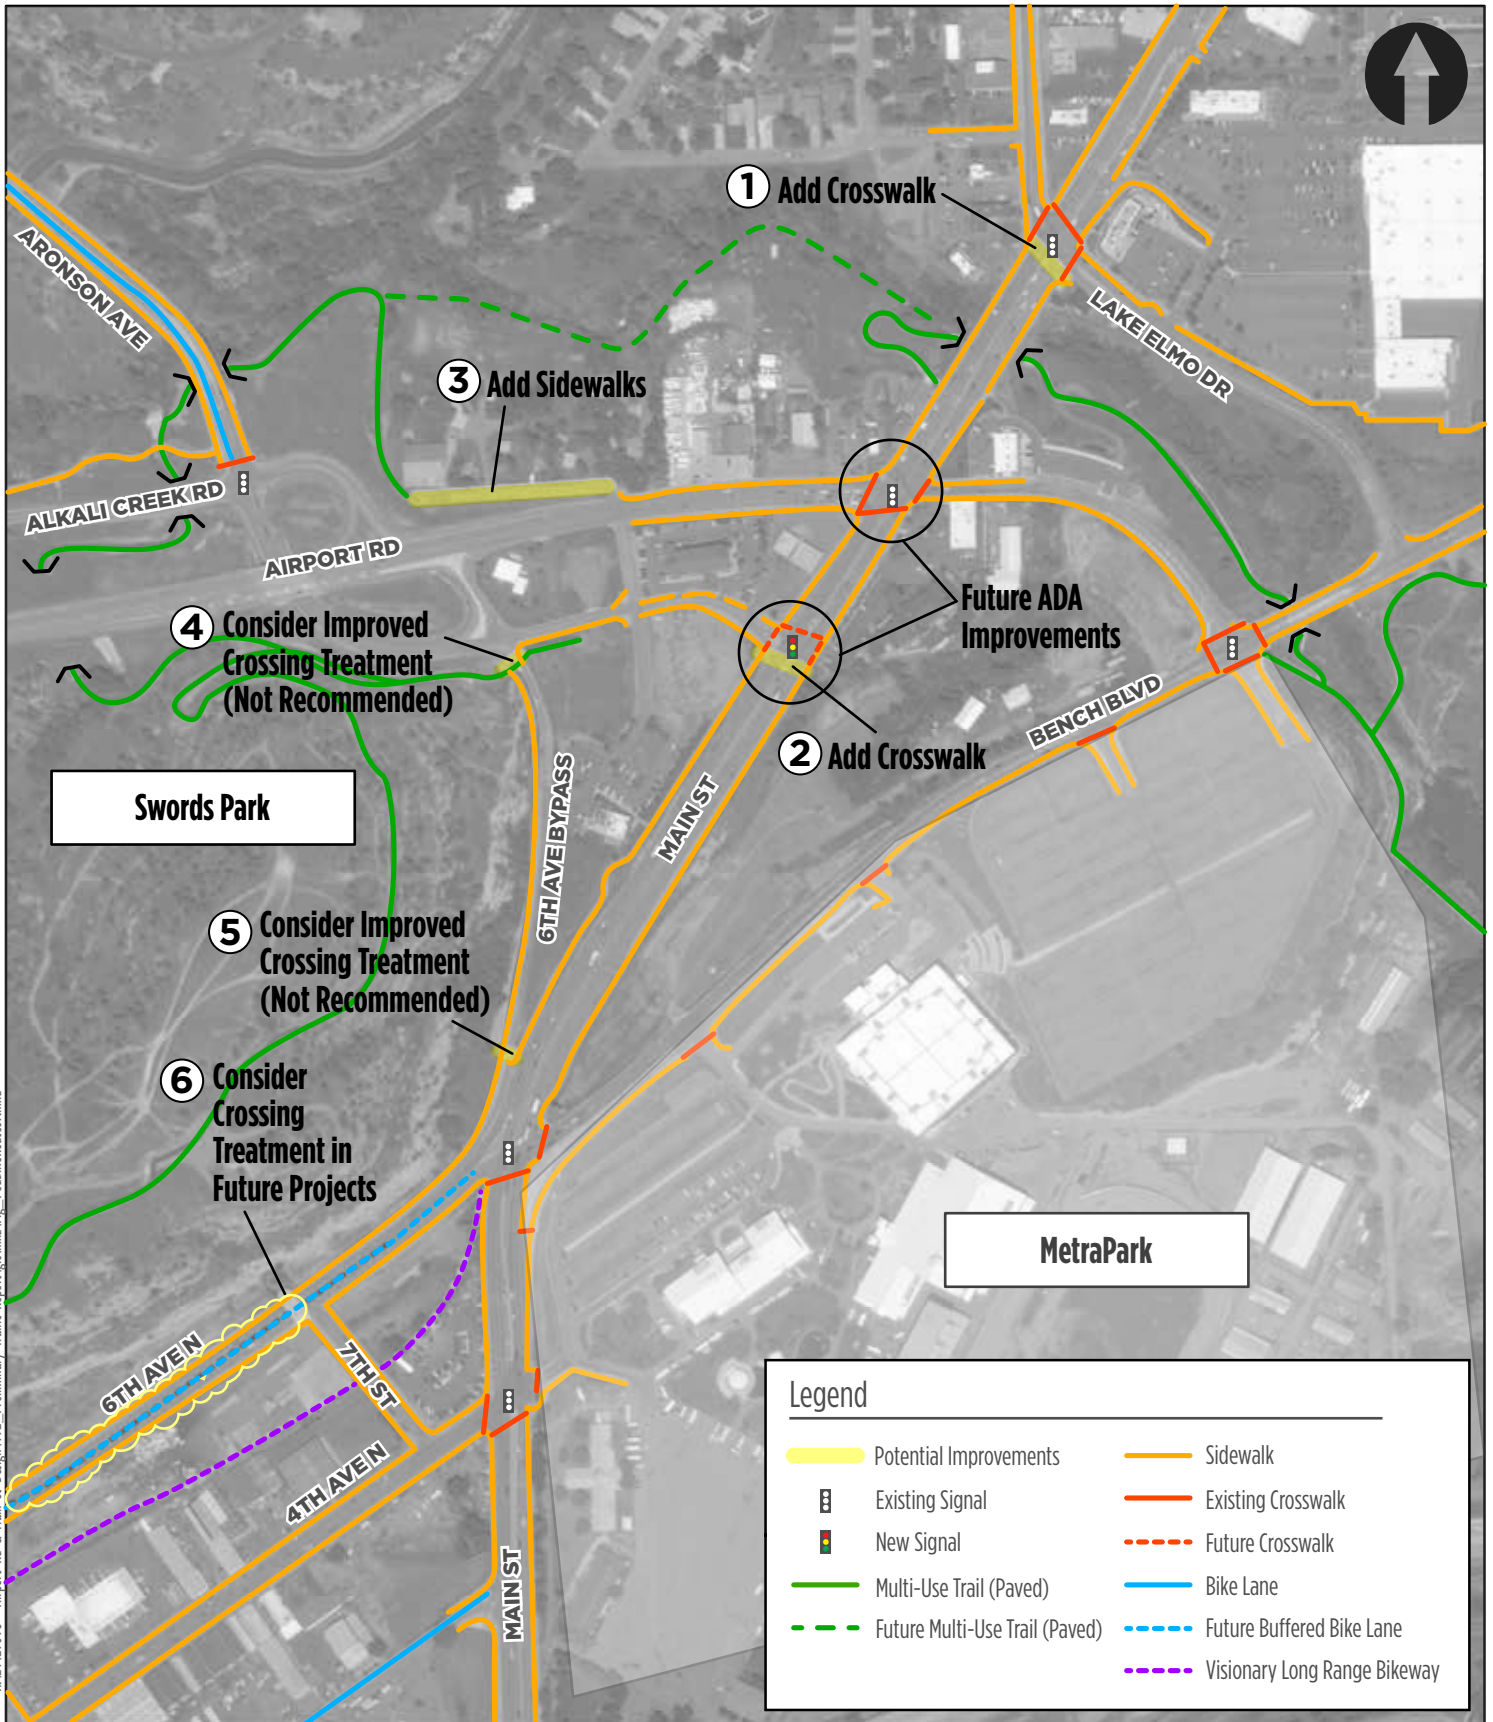 1 Add Crosswalk
ARONSON AVE
LAKE ELMO DR
3 Add Sidewalks
ALKALI CREEK RD
AIRPORT RD
4 Consider Improved
Crossing Treatment
(Not Recommended)
Future ADA
Improvements
BENCH BLVD
2 Add Crosswalk
Swords Park
6TH AVE BYPASS
MAIN ST
5 Consider Improved
Crossing Treatment
(Not Recommended)
6 Consider
Crossing
Treatment in
Future Projects
MetraPark
6TH AVE N
7TH ST
4TH AVE N
MAIN ST
Legend
Potential Improvements
Existing Signal
New Signal
Multi-Use Trail (Paved)
Future Multi-Use Trail (Paved)
Sidewalk
Existing Crosswalk
Future Crosswalk
Bike Lane
Future Buffered Bike Lane
Visionary Long Range Bikeway